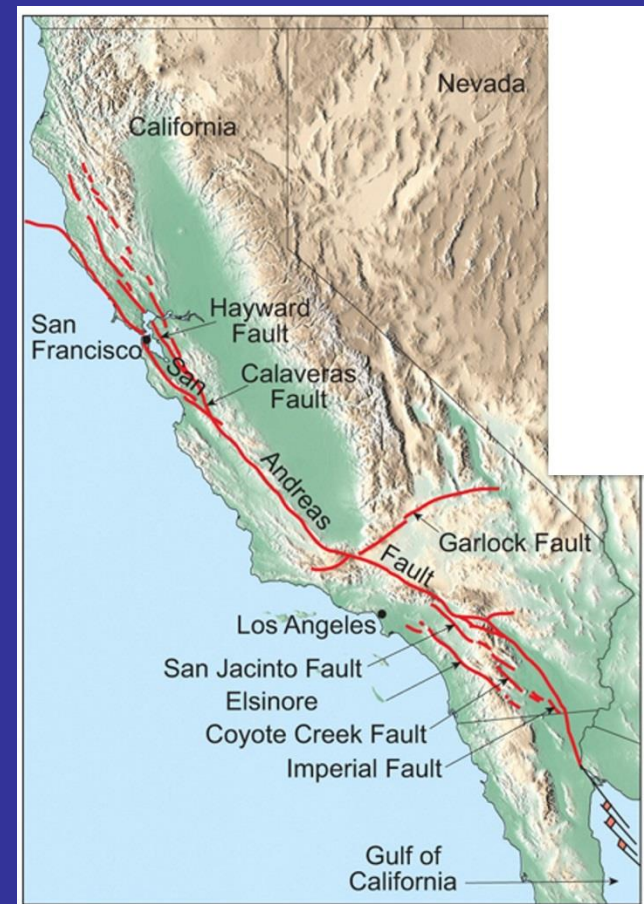 Nevada
California
Hayward
Fault
San
Francisco
San
Calaveras
Fault
Andreas
Garlock Fault
Fault
Los Angeles
San Jacinto Fault
Elsinore
Coyote Creek Fault
Imperial Fault
Gulf of
California